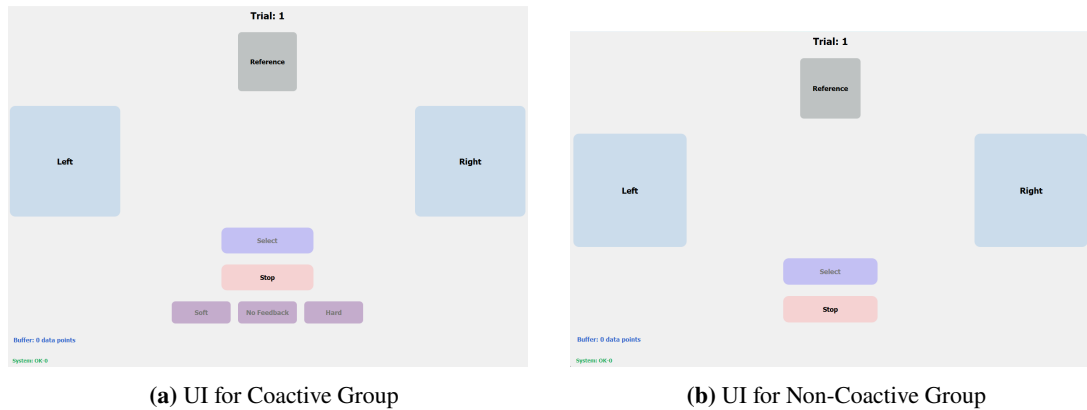 Trial: 1
Reference
Left
Right
Select
Stop
Soft
No Feedback
Hard
Buffer: 0 data points
System: OK-0
(a) UI for Coactive Group
Trial: 1
Reference
Left
Right
Select
Stop
Buffer: 0 data points
System: OK-0
(b) UI for Non-Coactive Group